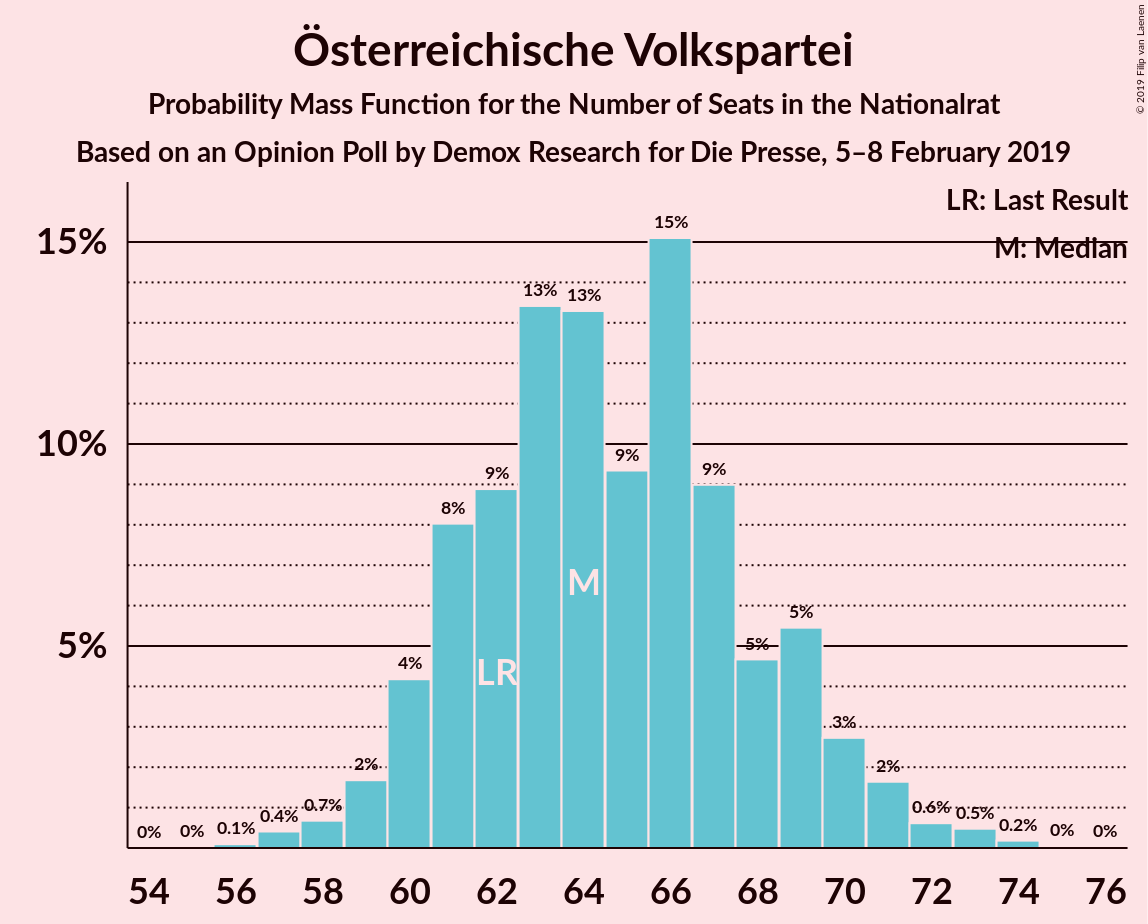 Österreichische Volkspartei
Probability Mass Function for the Number of Seats in the Nationalrat
Based on an Opinion Poll by Demox Research for Die Presse, 5–8 February 2019
© 2019 Filip van Laenen
LR: Last Result
M: Median
15%
10%
5%
0%
0%
0.1%
0.4%
0.7%
2%
4%
8%
9%
13%
13%
9%
15%
9%
5%
5%
3%
2%
0.6%
0.5%
0.2%
0%
0%
LR
M
54 56 58 60 62 64 66 68 70 72 74 76